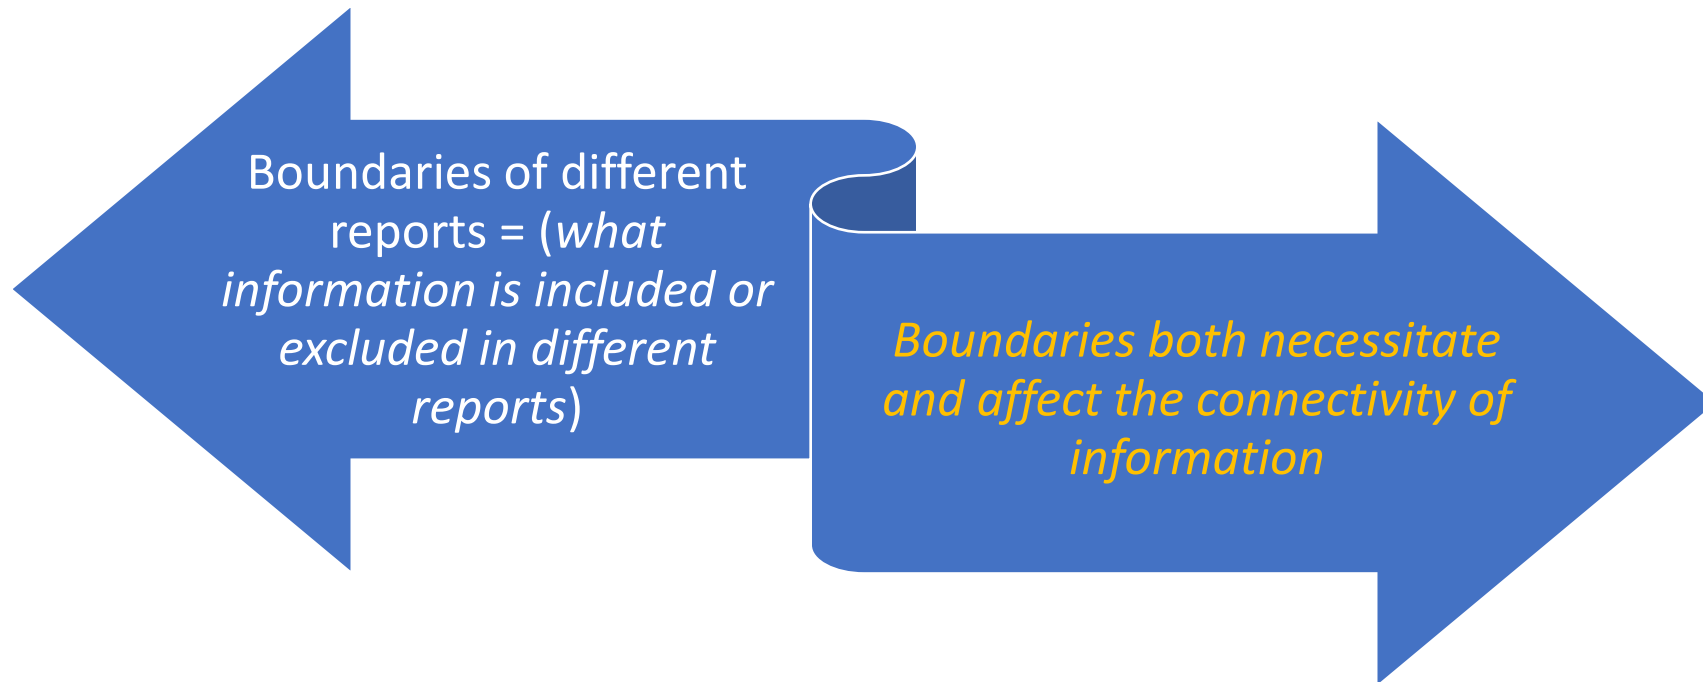 Boundaries of different
reports = (what
information is included or
excluded in different
reports)
Boundaries both necessitate
and affect the connectivity of
information